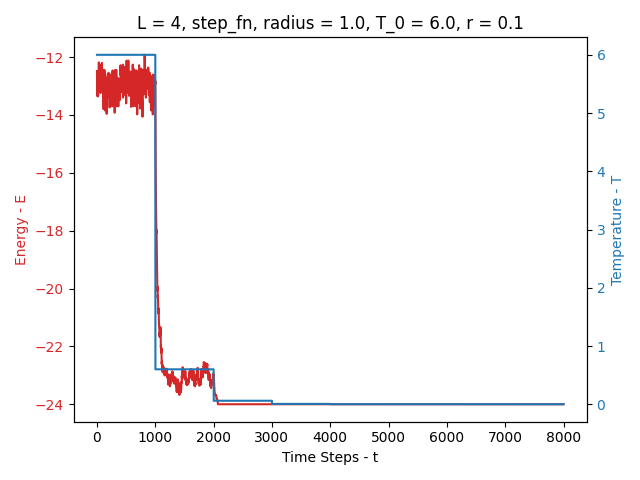 L = 4, step_fn, radius = 1.0, T_0 = 6.0, r = 0.1
−12
−14
−16
−18
−20
−22
−24
Energy - E
6
5
4
3
2
1
0
Temperature - T
0 1000 2000 3000 4000 5000 6000 7000 8000
Time Steps - t